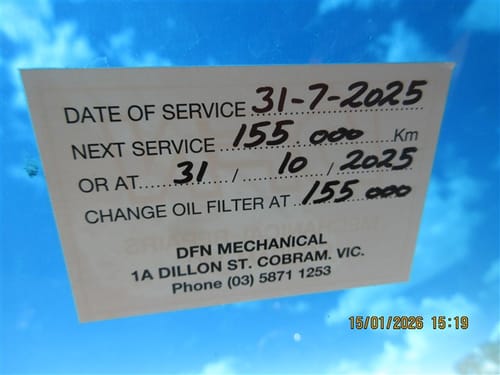 DATE OF SERVICE 31-7-2025
NEXT SERVICE 155.000 Km
OR AT 31 / 10 / 2025
CHANGE OIL FILTER AT 155 000
DFN MECHANICAL
1A DILLON ST. COBRAM. VIC.
Phone (03) 5871 1253
15/01/2026 15:19